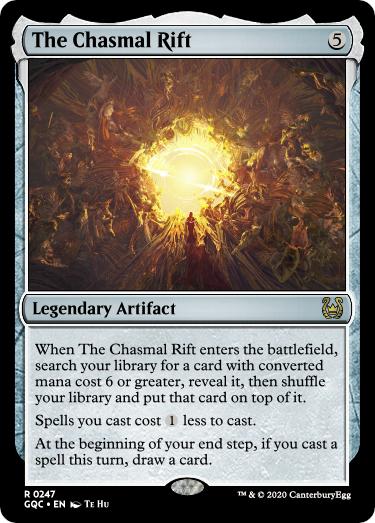 The Chasmal Rift 5
Legendary Artifact
When The Chasmal Rift enters the battlefield,
search your library for a card with converted
mana cost 6 or greater, reveal it, then shuffle
your library and put that card on top of it.
Spells you cast cost 1 less to cast.
At the beginning of your end step, if you cast a
spell this turn, draw a card.
R 0247
GQC • EN Te Hu
™ & © 2020 CanterburyEgg